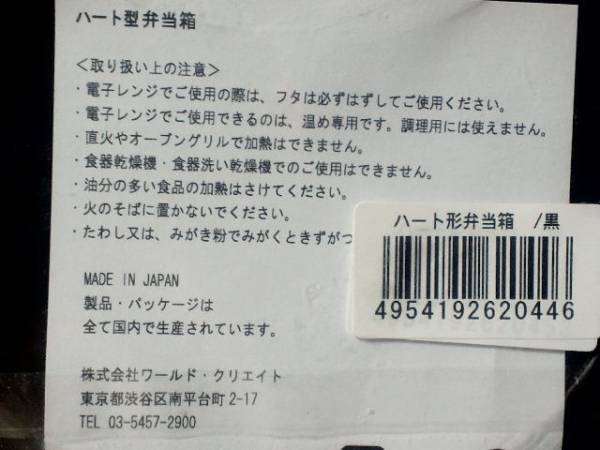 ハート型弁当箱
＜取り扱い上の注意＞
・電子レンジでご使用の際は、フタは必ずはずしてご使用ください。
・電子レンジでご使用できるのは、温め専用です。調理用には使えません。
・直火やオーブングリルで加熱はできません。
・食器乾燥機・食器洗い乾燥機でのご使用はできません。
・油分の多い食品の加熱はさけてください。
・火のそばに置かないでください。
・たわし又は、みがき粉でみがくときずがつ
ハート形弁当箱 /黒
4954192620446
MADE IN JAPAN
製品・パッケージは
全て国内で生産されています。
株式会社ワールド・クリエイト
東京都渋谷区南平台町2-17
TEL 03-5457-2900